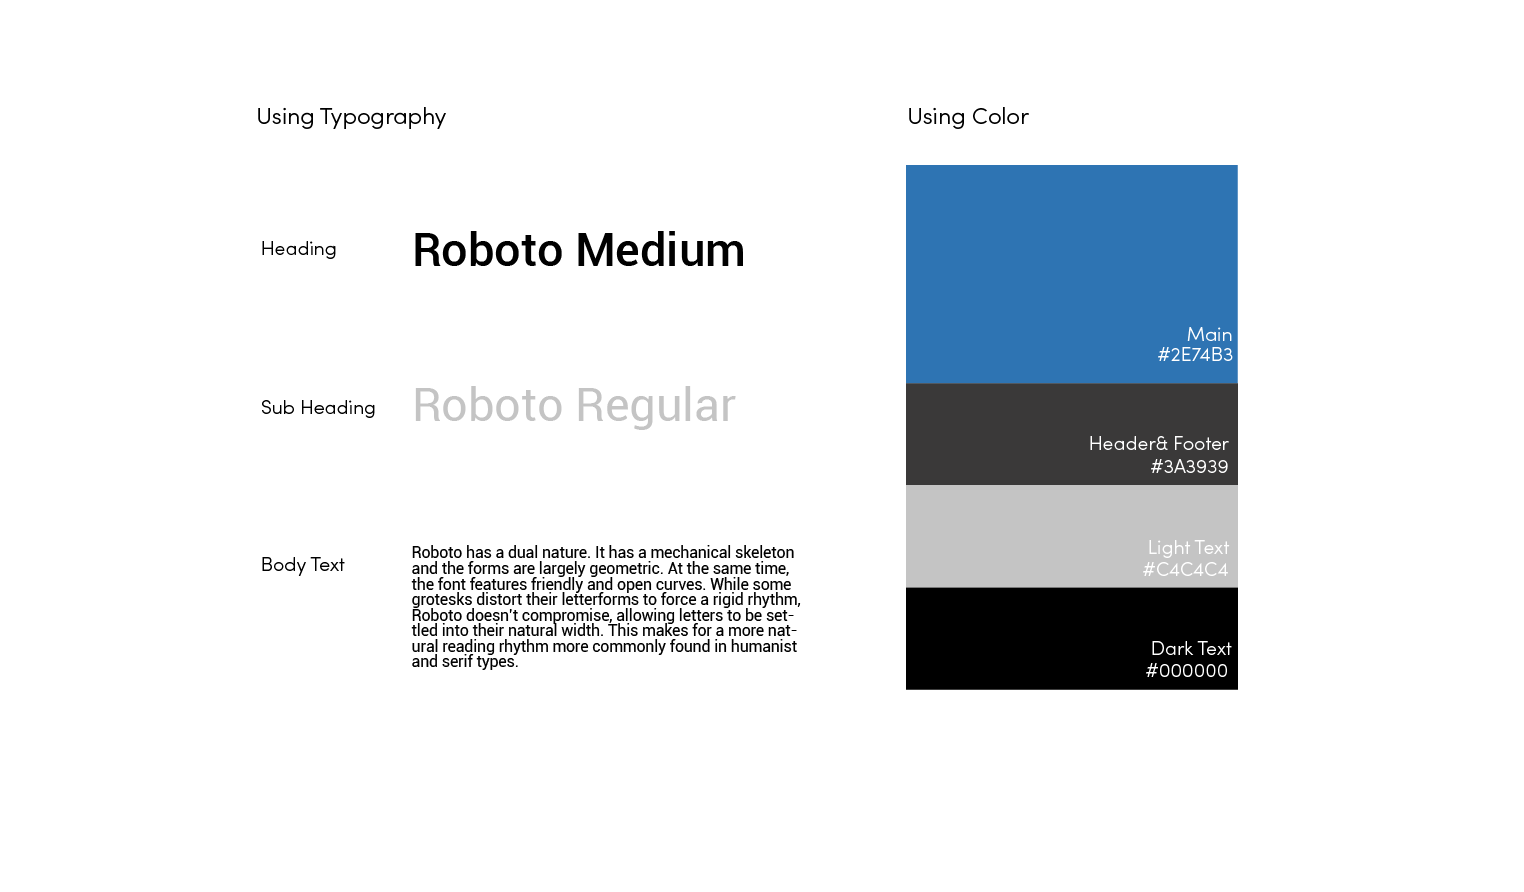 Using Typography
Heading
Roboto Medium
Sub Heading
Roboto Regular
Body Text
Roboto has a dual nature. It has a mechanical skeleton
and the forms are largely geometric. At the same time,
the font features friendly and open curves. While some
grotesks distort their letterforms to force a rigid rhythm,
Roboto doesn't compromise, allowing letters to be set-
tled into their natural width. This makes for a more nat-
ural reading rhythm more commonly found in humanist
and serif types.
Using Color
Main
#2E74B3
Header& Footer
#3A3939
Light Text
#C4C4C4
Dark Text
#000000